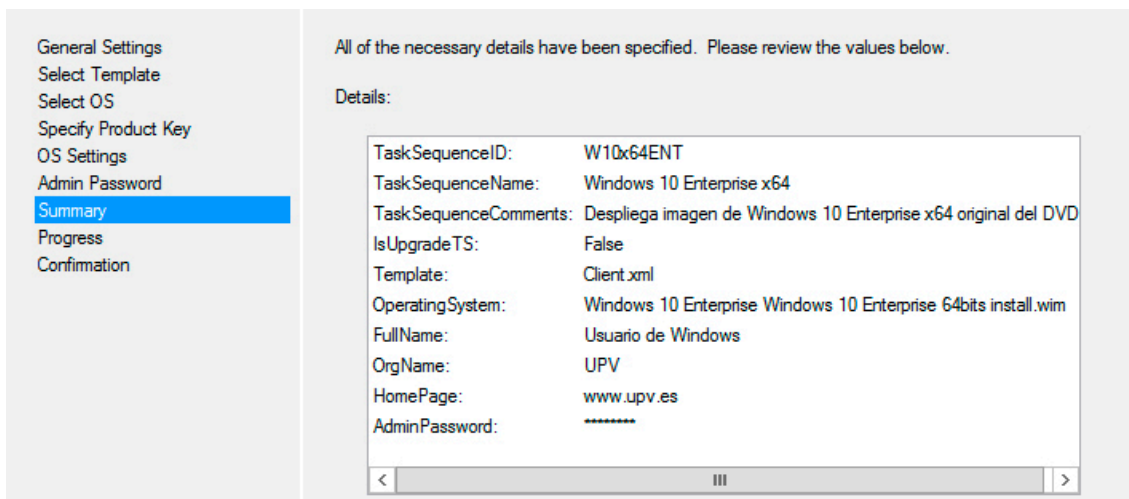 General Settings
Select Template
Select OS
Specify Product Key
OS Settings
Admin Password
Summary
Progress
Confirmation
All of the necessary details have been specified. Please review the values below.
Details:
TaskSequenceID: W10x64ENT
TaskSequenceName: Windows 10 Enterprise x64
TaskSequenceComments: Despliega imagen de Windows 10 Enterprise x64 original del DVD
IsUpgradeTS: False
Template: Client.xml
OperatingSystem: Windows 10 Enterprise Windows 10 Enterprise 64bits install.wim
FullName: Usuario de Windows
OrgName: UPV
HomePage: www.upv.es
AdminPassword: ********